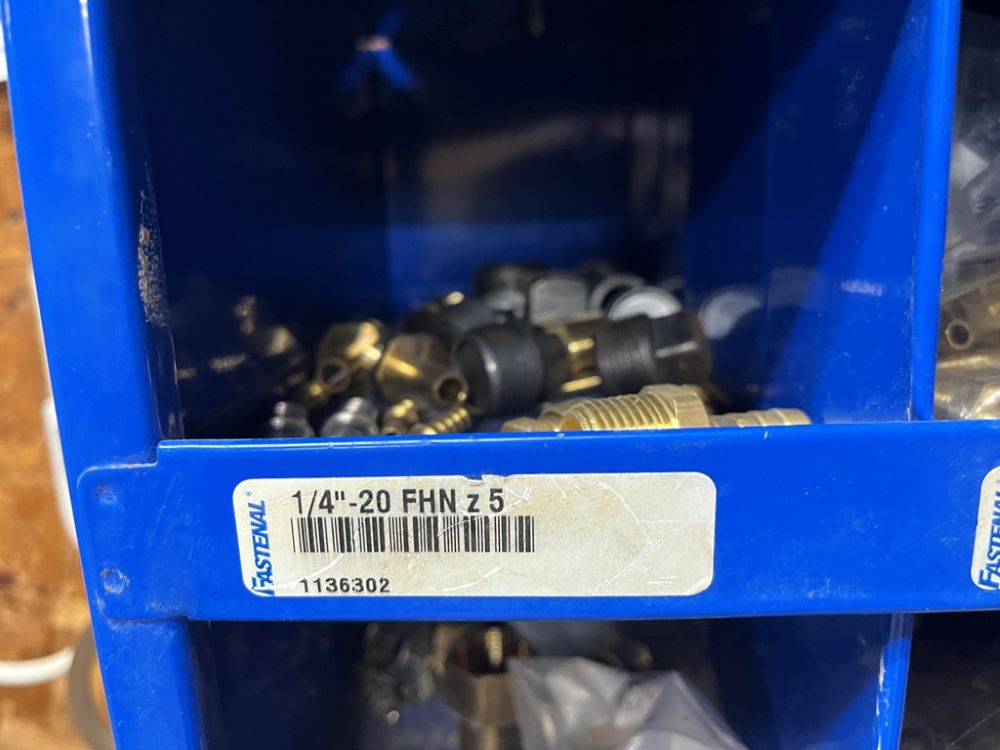 FASTENAL
1/4"-20 FHN z 5
1136302
FASTENAL